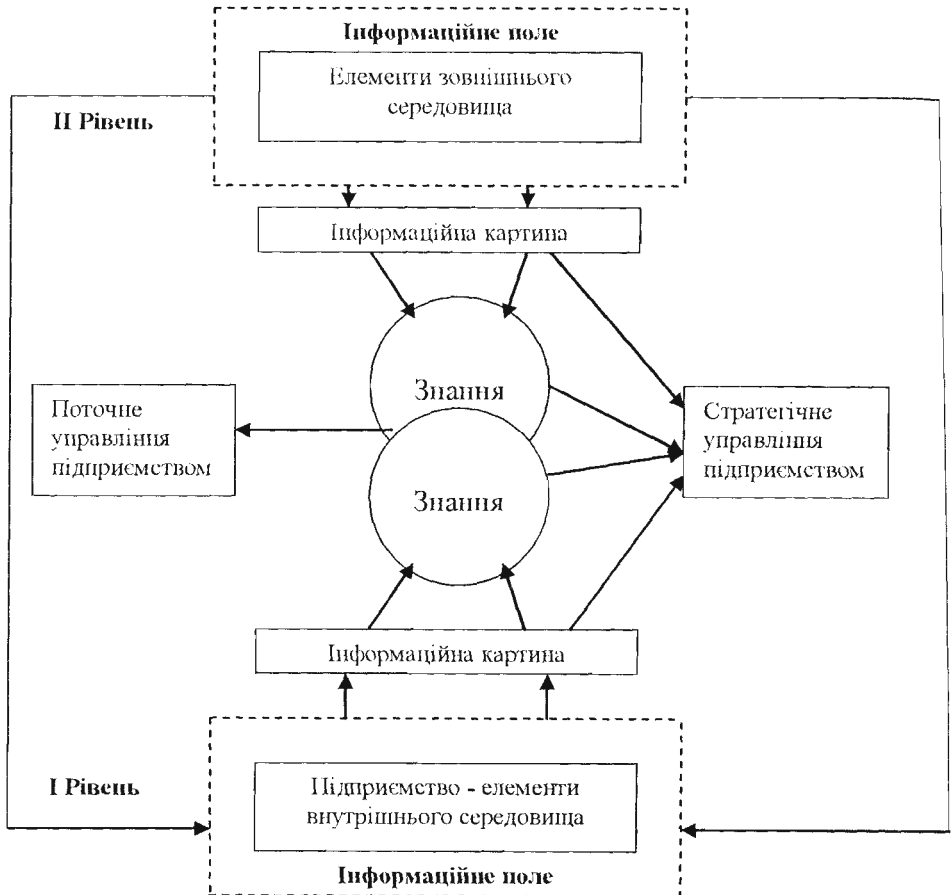 Інформаційне поле
Елементи зовнішнього
середовища
ІІ Рівень
Інформаційна картина
Знання
Поточне
управління
підприємством
Стратегічне
управління
підприємством
Знання
Інформаційна картина
І Рівень
Підприємство - елементи
внутрішнього середовища
Інформаційне поле